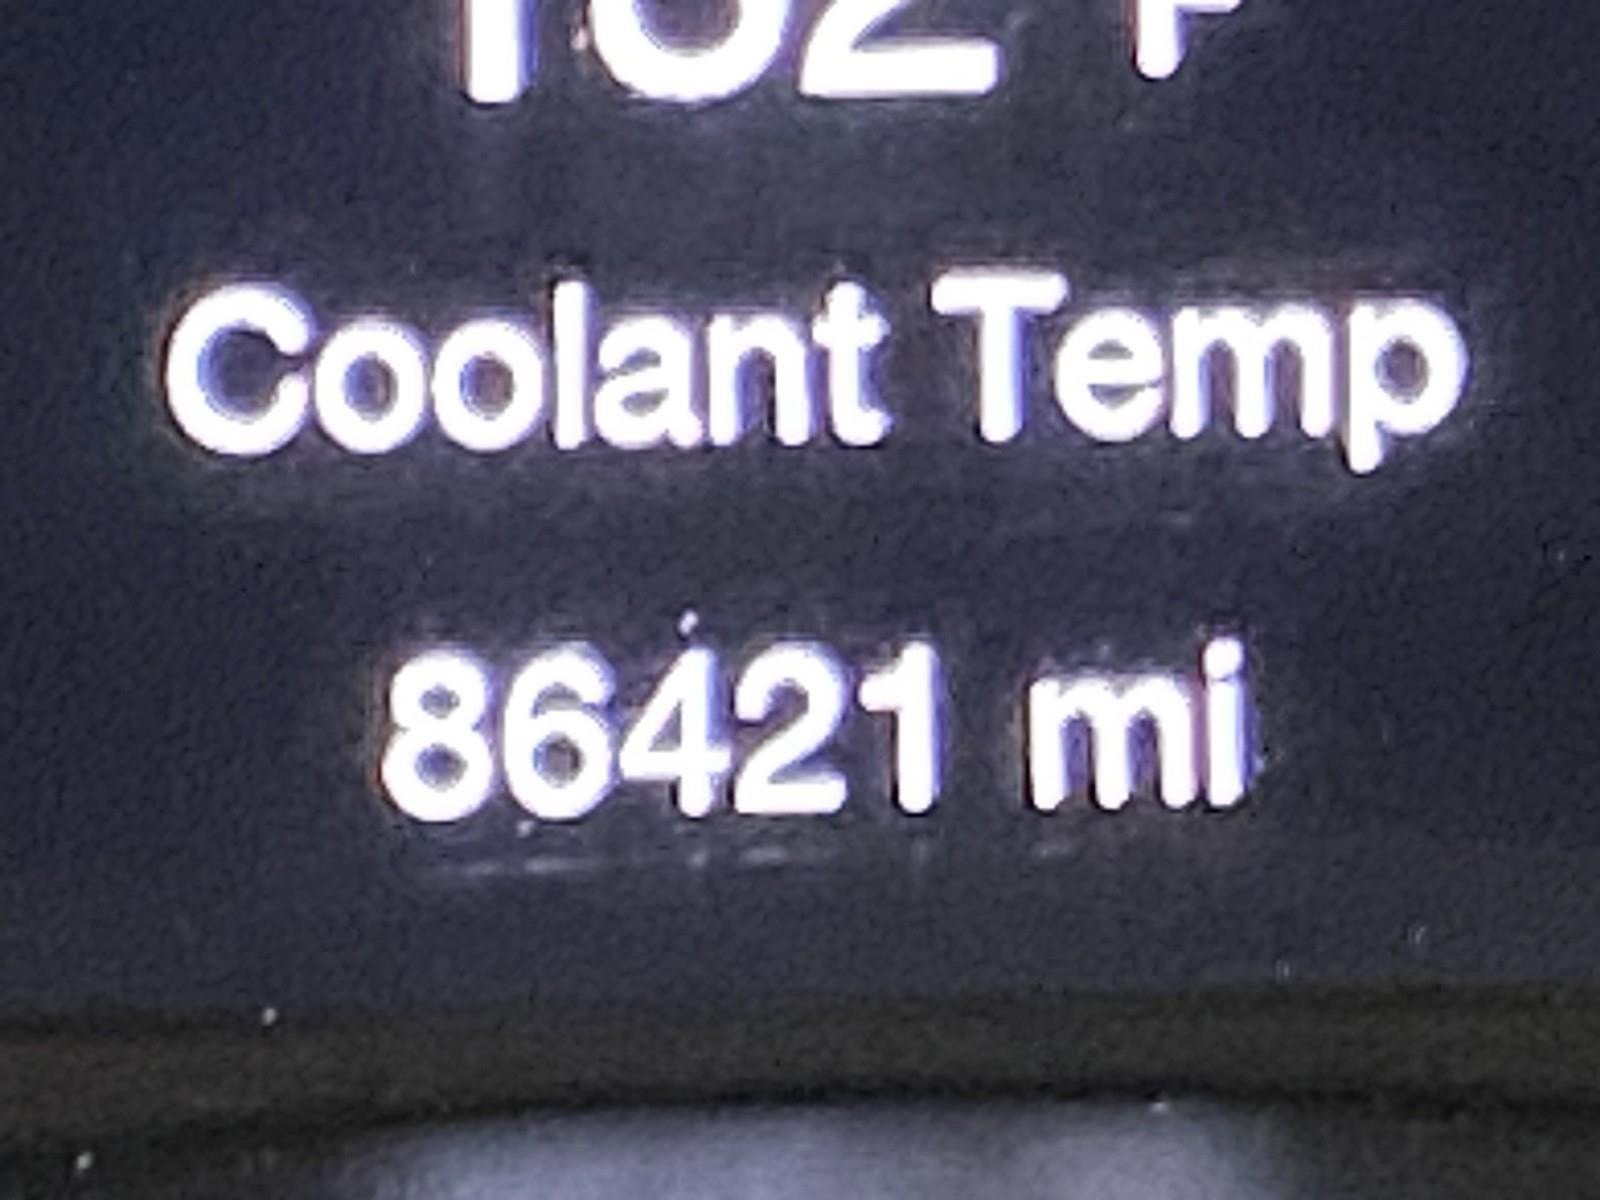 Coolant Temp
86421 mi